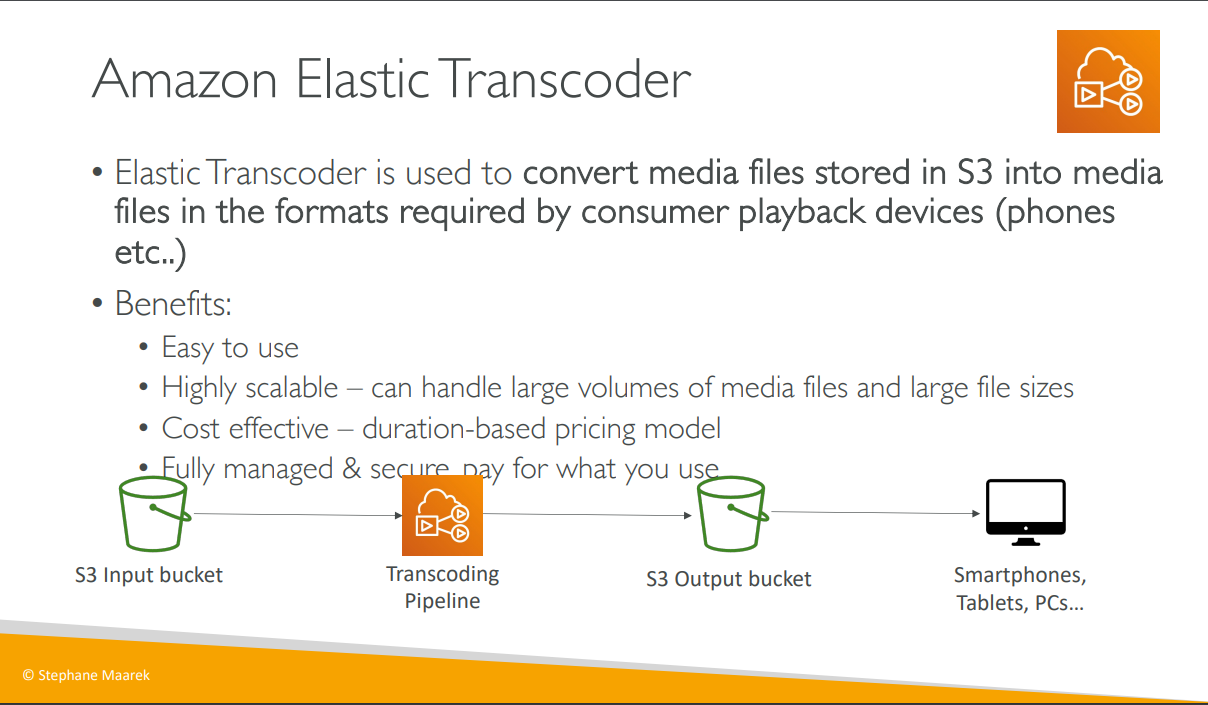 Amazon Elastic Transcoder
• Elastic Transcoder is used to convert media files stored in S3 into media
files in the formats required by consumer playback devices (phones
etc..)
• Benefits:
• Easy to use
• Highly scalable – can handle large volumes of media files and large file sizes
• Cost effective – duration-based pricing model
• Fully managed & secure, pay for what you use
S3 Input bucket
Transcoding
Pipeline
S3 Output bucket
Smartphones,
Tablets, PCs...
© Stephane Maarek